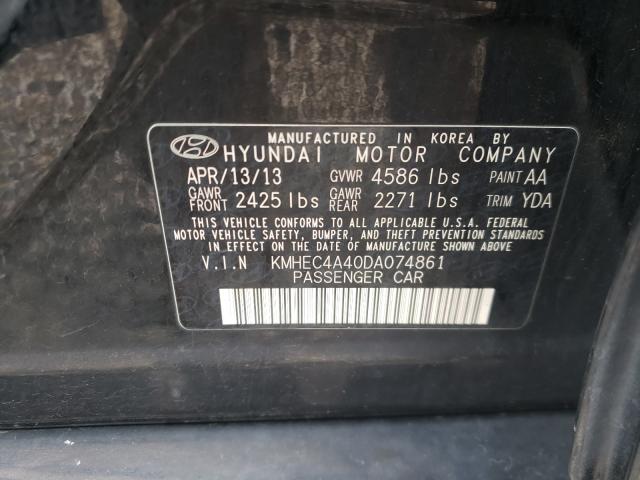 MANUFACTURED IN KOREA BY
HYUNDAI MOTOR COMPANY
APR/13/13 GVWR 4586 lbs PAINT AA
GAWR FRONT 2425 lbs GAWR REAR 2271 lbs TRIM YDA
THIS VEHICLE CONFORMS TO ALL APPLICABLE U.S.A. FEDERAL
MOTOR VEHICLE SAFETY, BUMPER, AND THEFT PREVENTION STANDARDS
IN EFFECT ON THE DATE OF MANUFACTURE SHOWN ABOVE
V.I.N KMHEC4A40DA074861
PASSENGER CAR